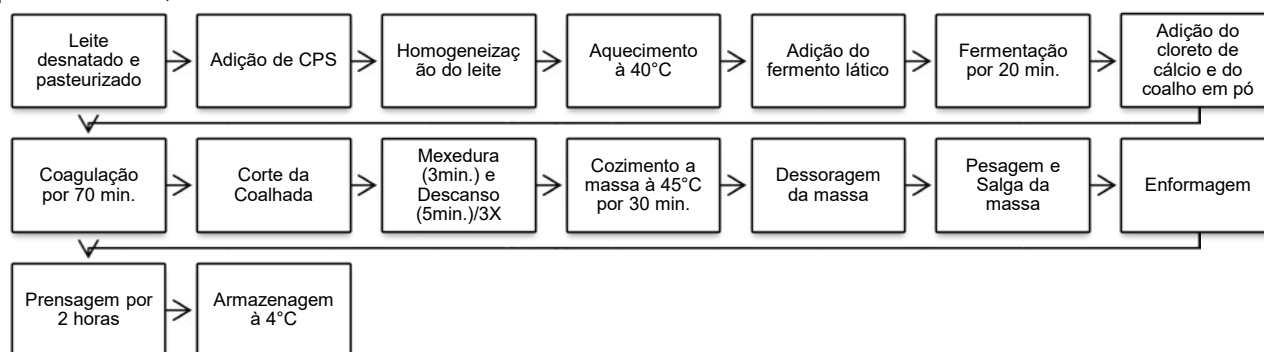 Leite
desnatado e
pasteurizado
Adição de CPS
Homogeneizaç
ão do leite
Aquecimento
à 40°C
Adição do
fermento lático
Fermentação
por 20 min.
Adição do
cloreto de
cálcio e do
coalho em pó
Coagulação
por 70 min.
Corte da
Coalhada
Mexedura
(3min.) e
Descanso
(5min.)/3X
Cozimento a
massa à 45°C
por 30 min.
Dessoragem
da massa
Pesagem e
Salga da
massa
Enformagem
Prensagem por
2 horas
Armazenagem
à 4°C